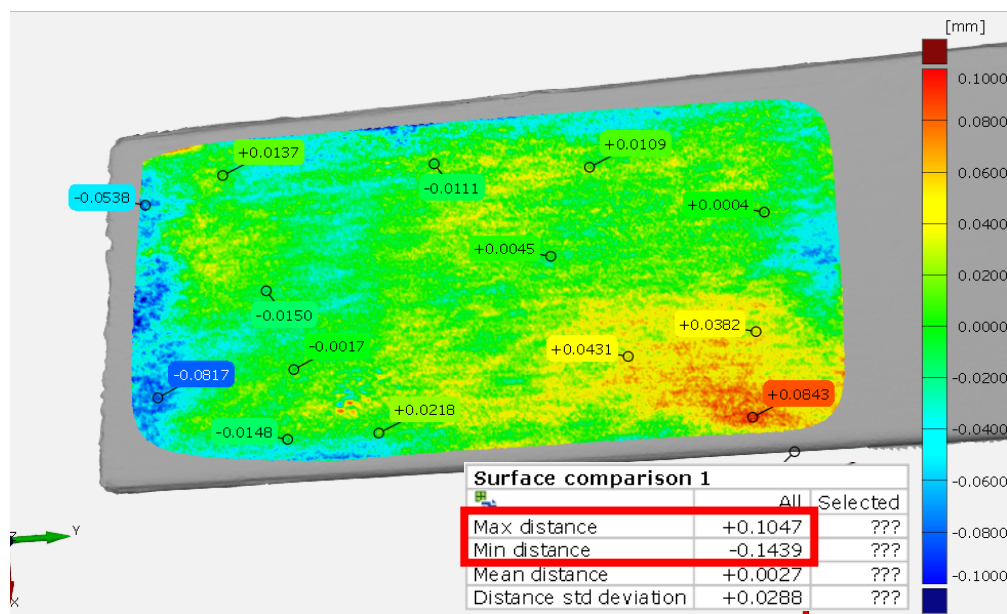 [mm]
0.1000
0.0800
0.0600
0.0400
0.0200
0.0000
-0.0200
-0.0400
-0.0600
-0.0800
-0.1000
+0.0137
-0.0111
+0.0109
-0.0538
+0.0004
+0.0045
-0.0150
-0.0017
+0.0382
+0.0431
-0.0817
+0.0843
+0.0218
-0.0148
Surface comparison 1
All Selected
Max distance +0.1047 ???
Min distance -0.1439 ???
Mean distance +0.0027 ???
Distance std deviation +0.0288 ???
Z
Y
X